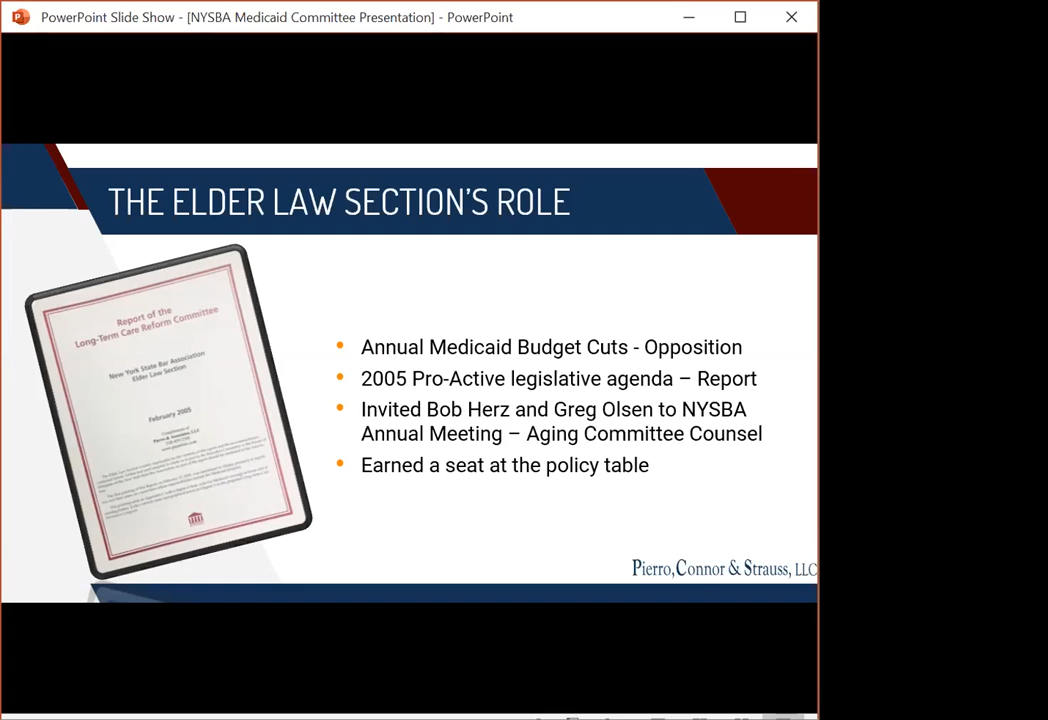 PowerPoint Slide Show - [NYSBA Medicaid Committee Presentation] - PowerPoint
THE ELDER LAW SECTION'S ROLE
Report of the
Long-Term Care Reform Committee
New York State Bar Association
Elder Law Section
February 2005
• Annual Medicaid Budget Cuts - Opposition
• 2005 Pro-Active legislative agenda – Report
• Invited Bob Herz and Greg Olsen to NYSBA
Annual Meeting – Aging Committee Counsel
• Earned a seat at the policy table
Pierro, Connor & Strauss, LLC